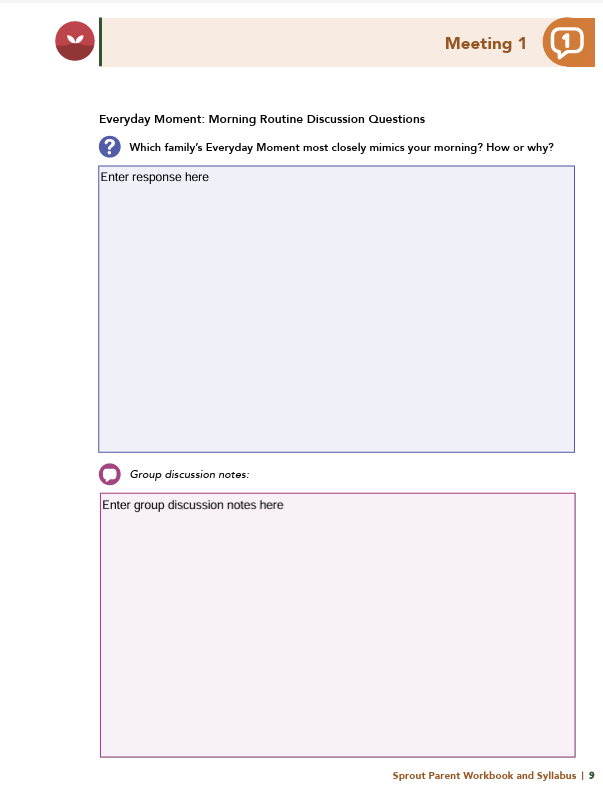 Meeting 1
1
Everyday Moment: Morning Routine Discussion Questions
? Which family’s Everyday Moment most closely mimics your morning? How or why?
Enter response here
Group discussion notes:
Enter group discussion notes here
Sprout Parent Workbook and Syllabus | 9